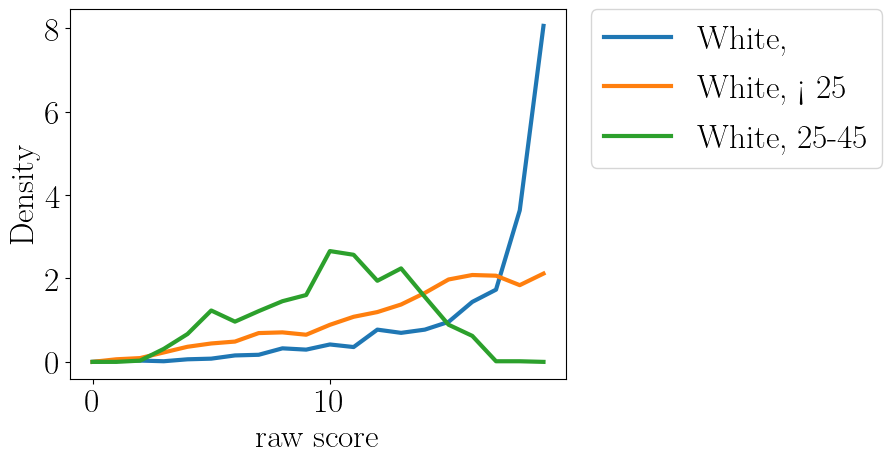 8
6
4
2
0
Density
0
10
raw score
White,
White, ¡ 25
White, 25-45